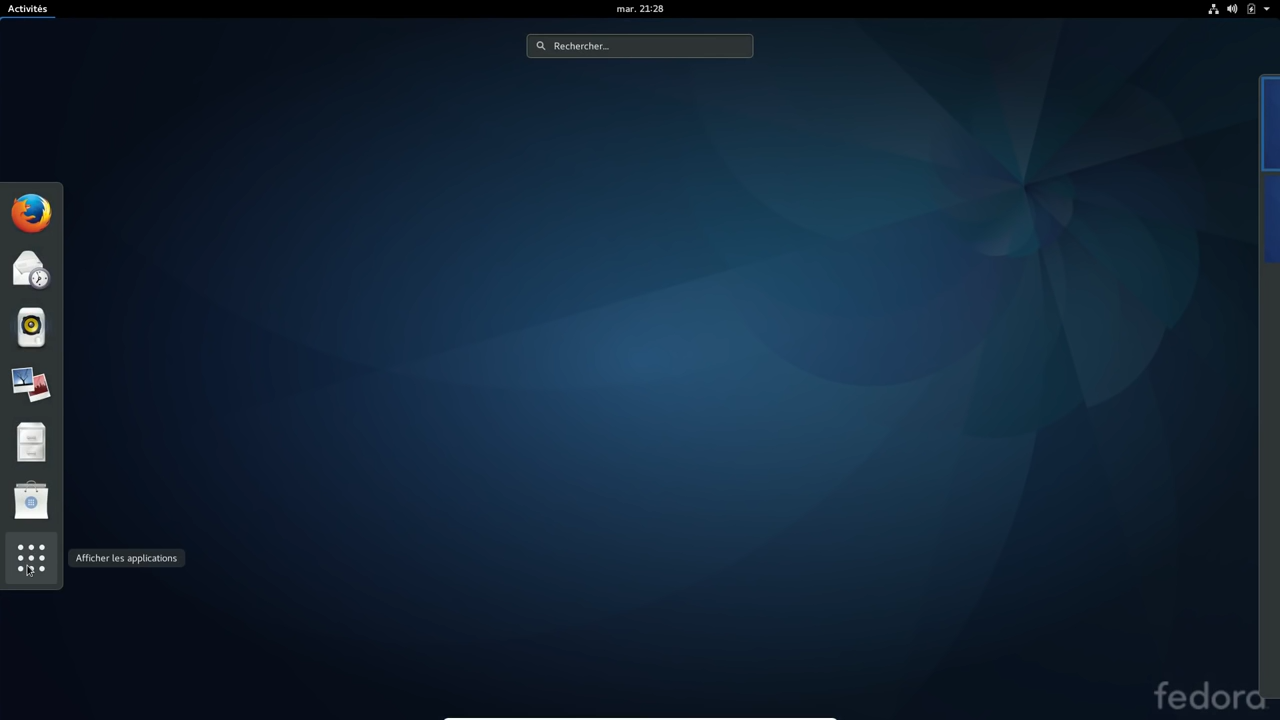 Activités
mar. 21:28
Rechercher...
Afficher les applications
fedora